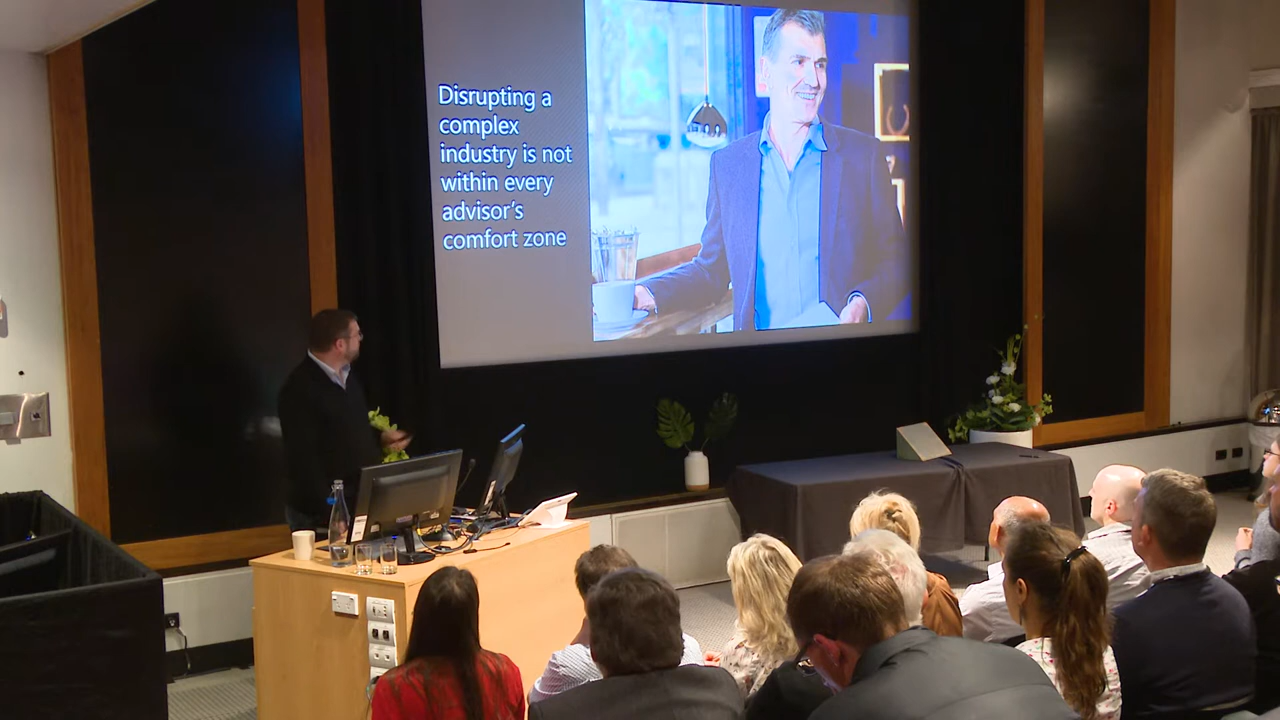 Disrupting a
complex
industry is not
within every
advisor's
comfort zone